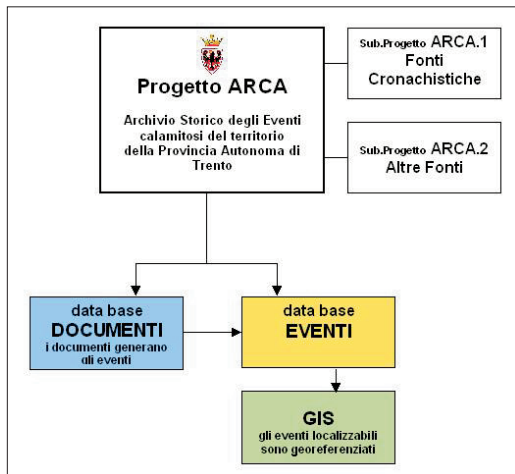 Progetto ARCA
Archivio Storico degli Eventi
calamitosi del territorio
della Provincia Autonoma di
Trento
Sub.Progetto ARCA.1
Fonti
Cronachistiche
Sub.Progetto ARCA.2
Altre Fonti
data base
DOCUMENTI
i documenti generano
gli eventi
data base
EVENTI
GIS
gli eventi localizzabili
sono georeferenziati